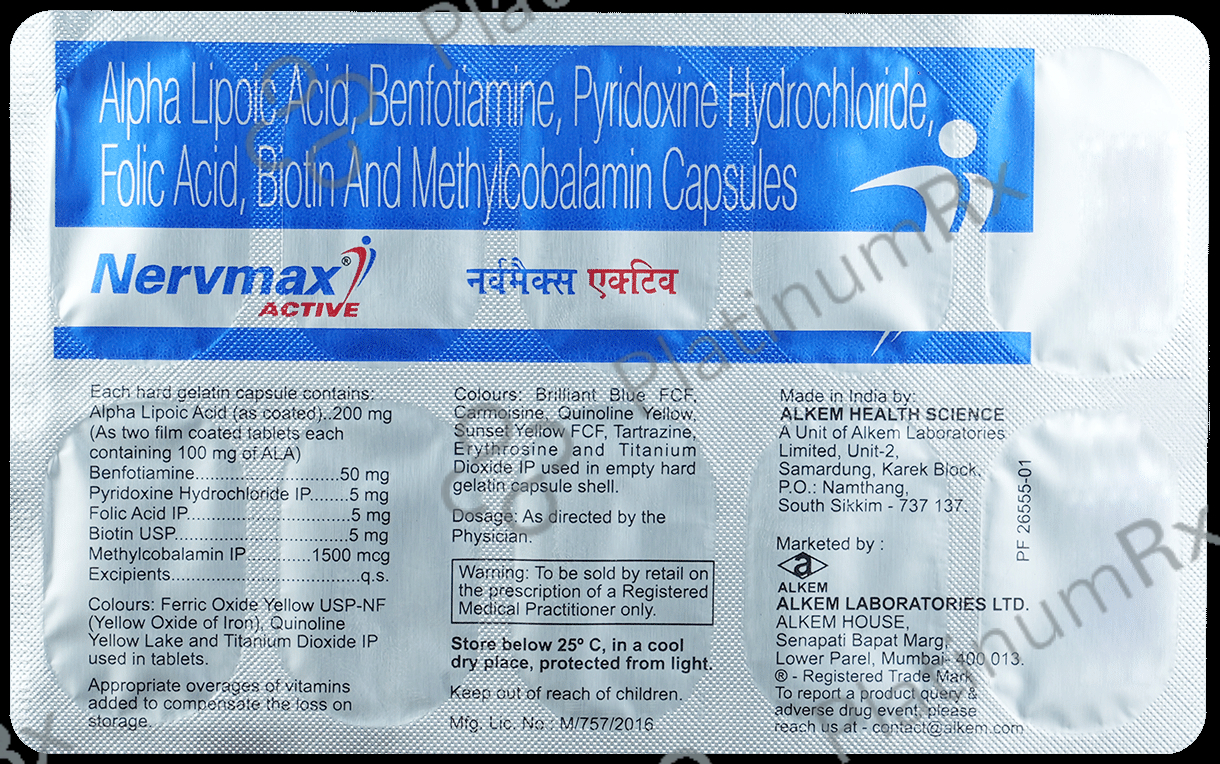 Alpha Lipoic Acid, Benfotiamine, Pyridoxine Hydrochloride,
Folic Acid, Biotin And Methylcobalamin Capsules
Nervmax®
ACTIVE
नर्वमैक्स एक्टिव
Each hard gelatin capsule contains:
Alpha Lipoic Acid (as coated)..200 mg
(As two film coated tablets each
containing 100 mg of ALA)
Benfotiamine..............................50 mg
Pyridoxine Hydrochloride IP.......5 mg
Folic Acid IP.................................5 mg
Biotin USP...................................5 mg
Methylcobalamin IP............1500 mcg
Excipients.......................................q.s.
Colours: Ferric Oxide Yellow USP-NF
(Yellow Oxide of Iron), Quinoline
Yellow Lake and Titanium Dioxide IP
used in tablets.
Appropriate overages of vitamins
added to compensate the loss on
storage.
Colours: Brilliant Blue FCF,
Carmoisine, Quinoline Yellow,
Sunset Yellow FCF, Tartrazine,
Erythrosine and Titanium
Dioxide IP used in empty hard
gelatin capsule shell.
Dosage: As directed by the
Physician.
Warning: To be sold by retail on
the prescription of a Registered
Medical Practitioner only.
Store below 25º C, in a cool
dry place, protected from light.
Keep out of reach of children.
Mfg. Lic. No : M/757/2016
Made in India by:
ALKEM HEALTH SCIENCE
A Unit of Alkem Laboratories
Limited, Unit-2,
Samardung, Karek Block,
P.O.: Namthang,
South Sikkim - 737 137.
Marketed by :
a
ALKEM
ALKEM LABORATORIES LTD.
ALKEM HOUSE,
Senapati Bapat Marg,
Lower Parel, Mumbai- 400 013.
® - Registered Trade Mark
To report a product query &
adverse drug event, please
reach us at - contact@alkem.com
PF 26555-01
Platinum
PlatinumRx
PlatinumRx
Rx